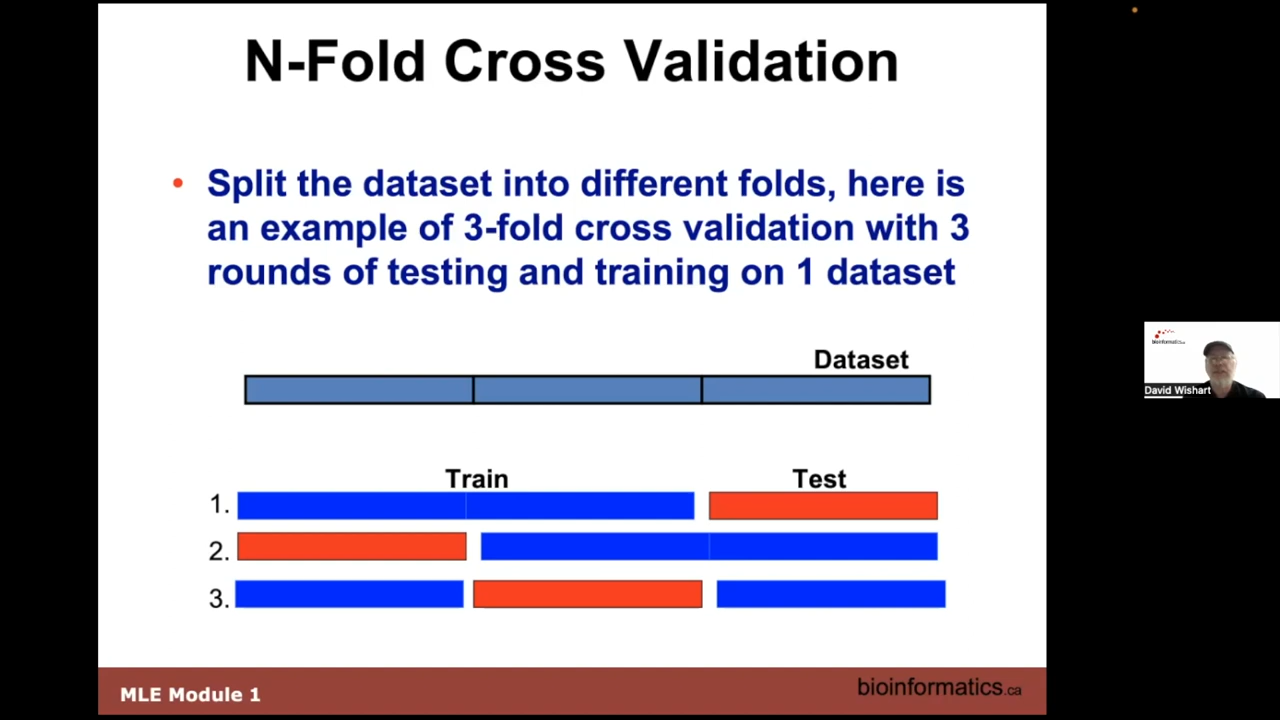 N-Fold Cross Validation
• Split the dataset into different folds, here is
an example of 3-fold cross validation with 3
rounds of testing and training on 1 dataset
Dataset
Train Test
1.
2.
3.
bioinformatics.ca
David Wishart
MLE Module 1
bioinformatics.ca